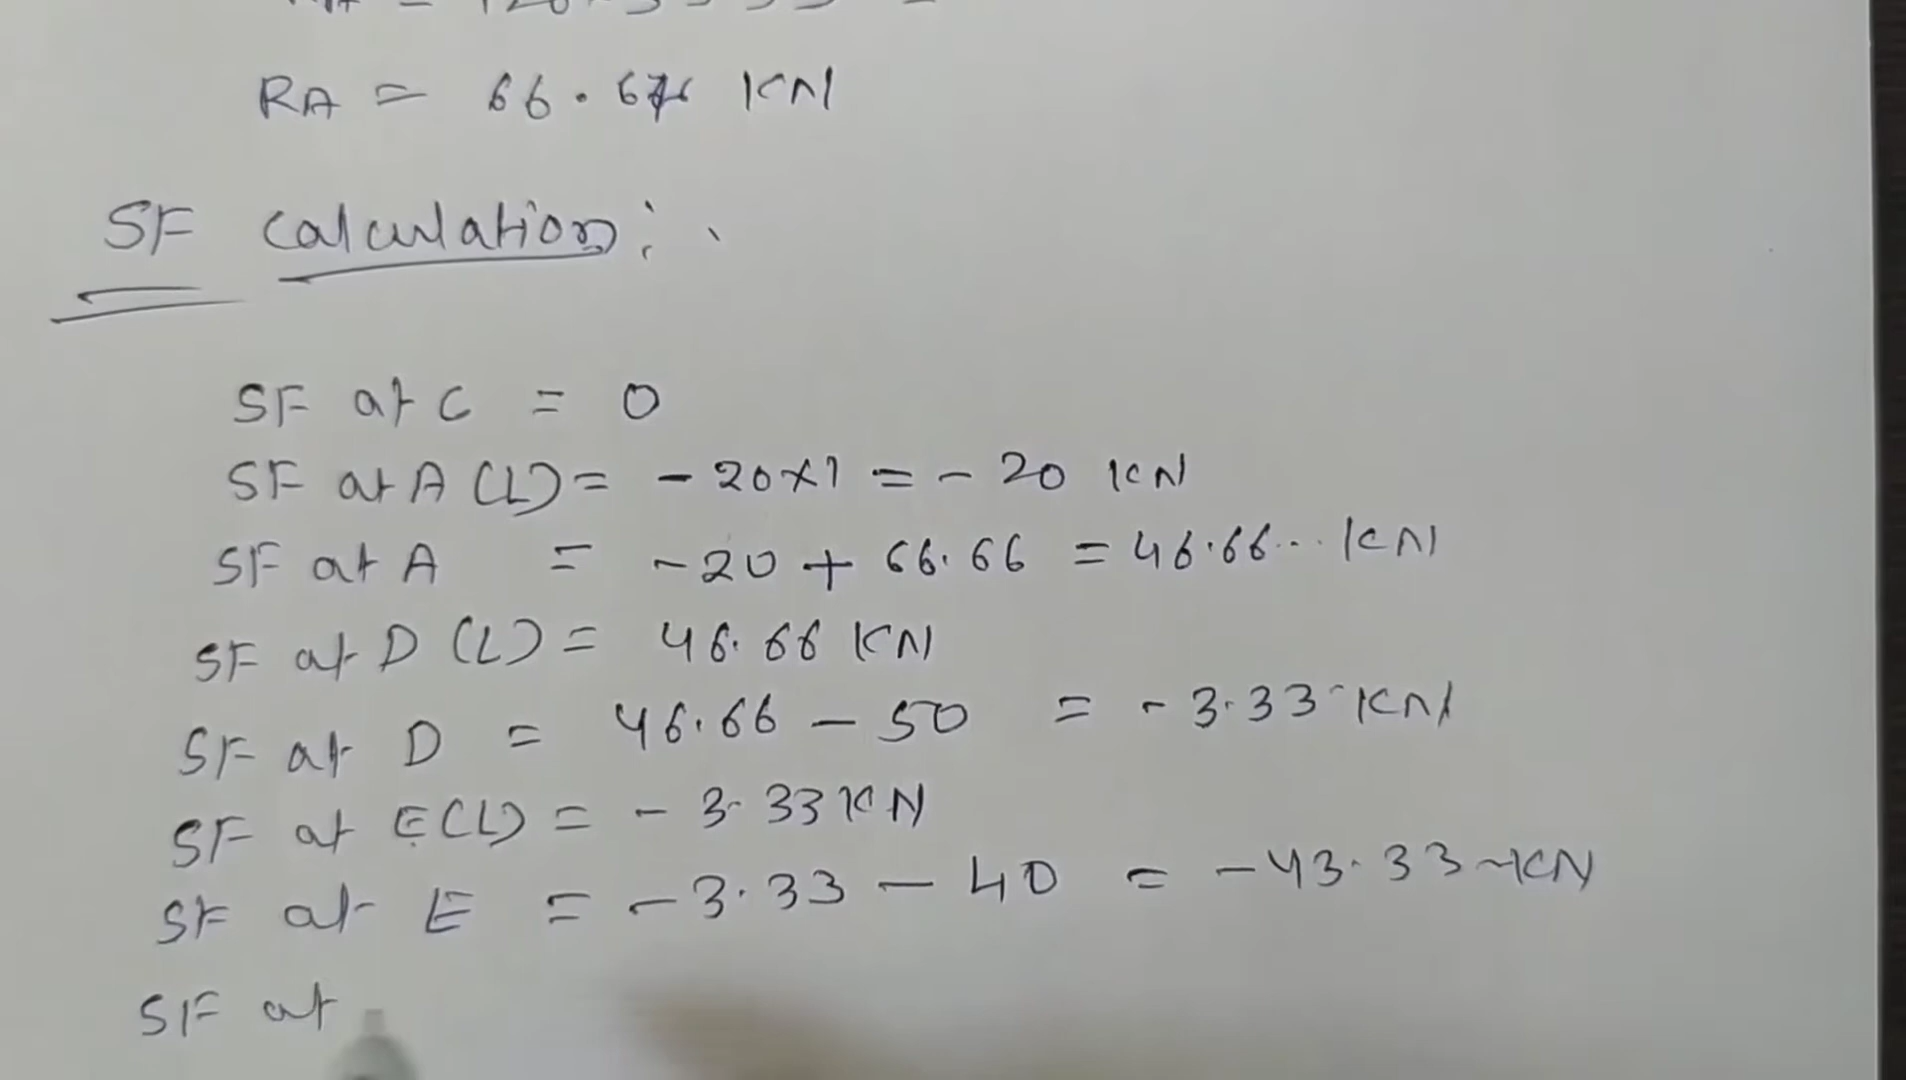 RA = 66.676 KN
SF calculation:
SF at C = 0
SF at A (L) = - 20×1 = - 20 KN
SF at A = -20 + 66.66 = 46.66... KN
SF at D (L) = 46.66 KN
SF at D = 46.66 - 50 = - 3.33 KN
SF at E (L) = - 3.33 KN
SF at E = - 3.33 - 40 = - 43.33 KN
SF at